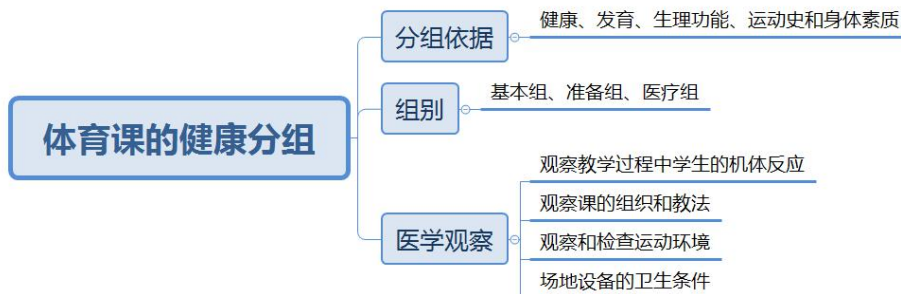 体育课的健康分组
分组依据
健康、发育、生理功能、运动史和身体素质
组别
基本组、准备组、医疗组
医学观察
观察教学过程中学生的机体反应
观察课的组织和教法
观察和检查运动环境
场地设备的卫生条件